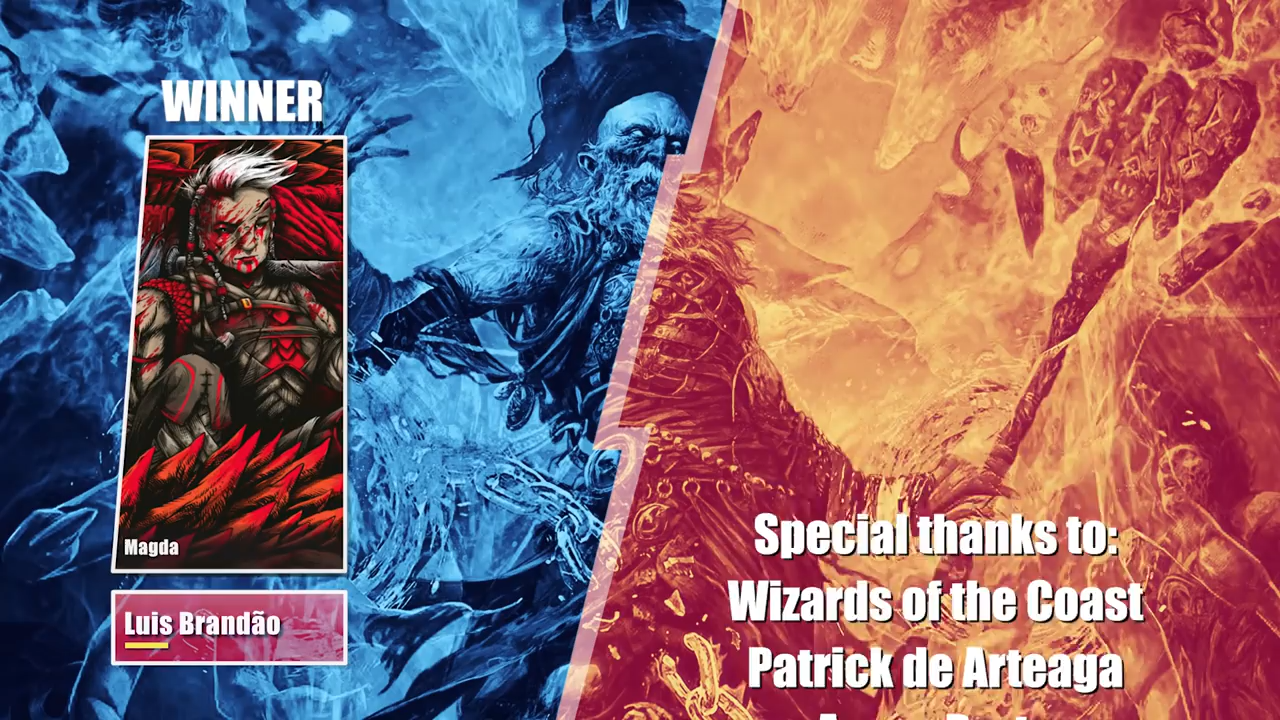 WINNER
Magda
Luis Brandão
Special thanks to:
Wizards of the Coast
Patrick de Arteaga